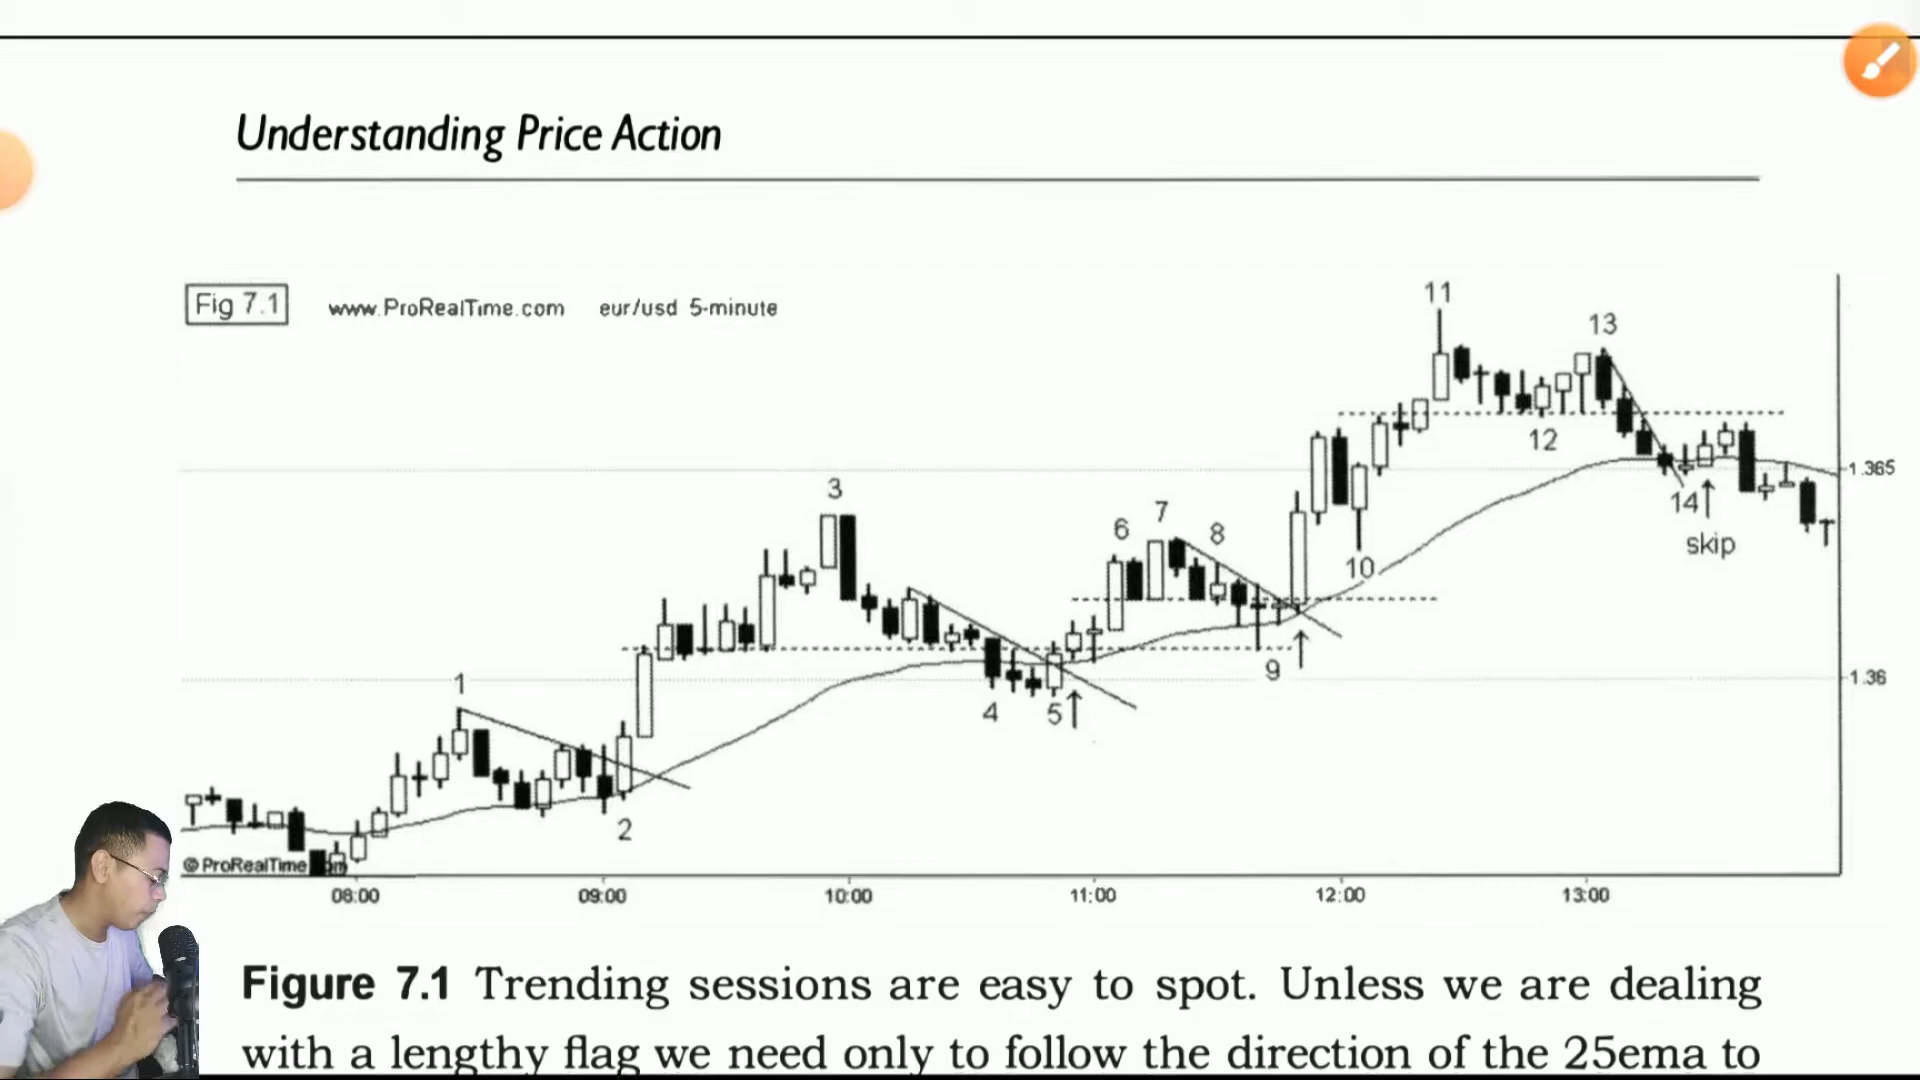 Understanding Price Action
Fig 7.1 www.ProRealTime.com eur/usd 5-minute
11
13
3
12
1.365
6 7 8
14
skip
10
9
1
4 5
1.36
2
© ProRealTime
08:00 09:00 10:00 11:00 12:00 13:00
Figure 7.1 Trending sessions are easy to spot. Unless we are dealing
with a lengthy flag we need only to follow the direction of the 25ema to